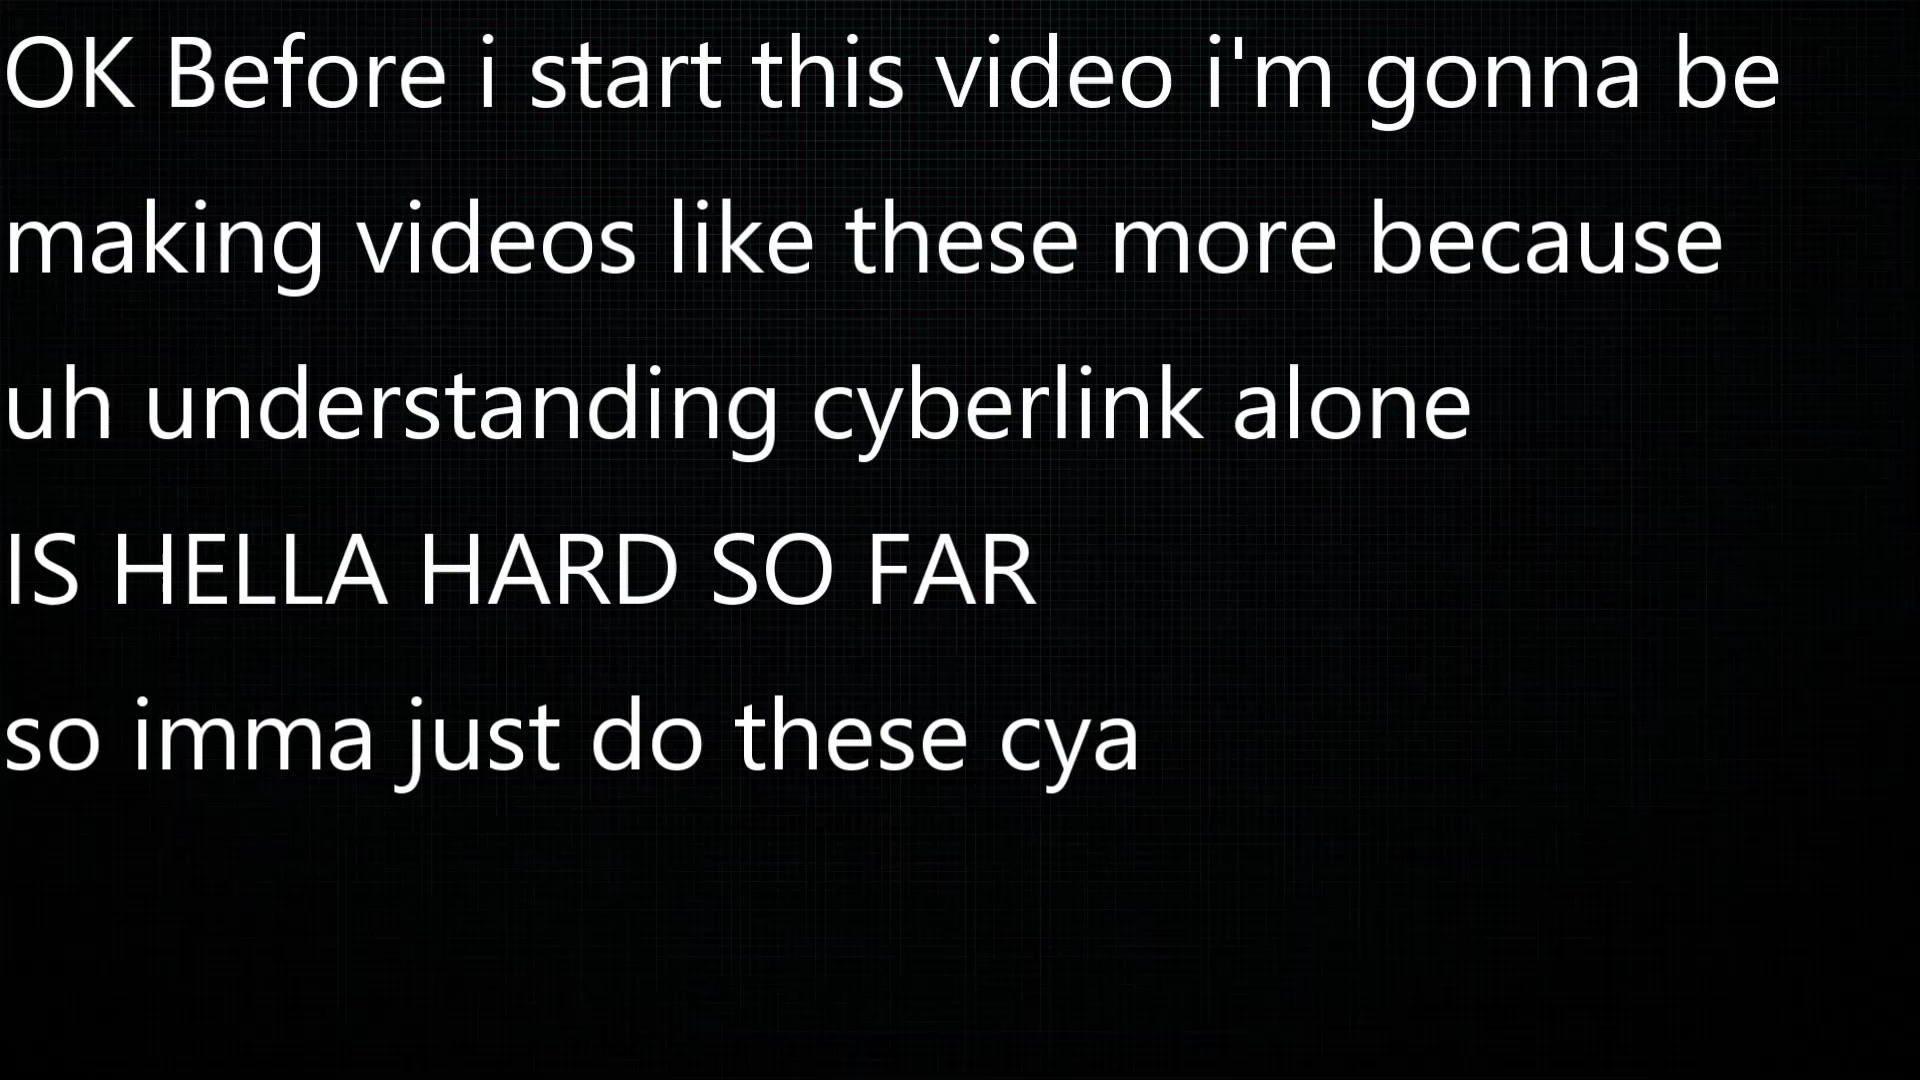 OK Before i start this video i'm gonna be
making videos like these more because
uh understanding cyberlink alone
IS HELLA HARD SO FAR
so imma just do these cya